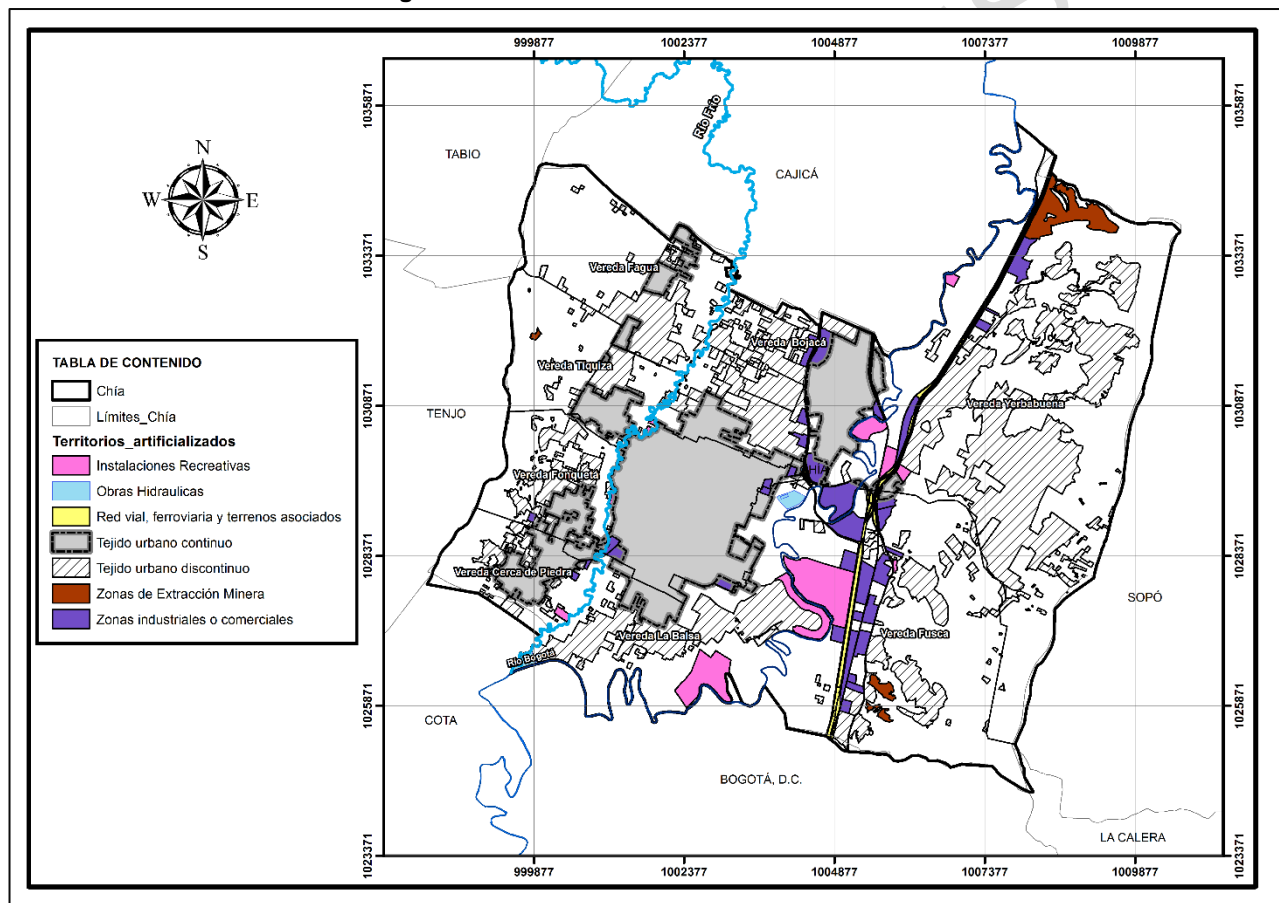 999877 1002377 1004877 1007377 1009877
1035871 1035871
Río Frío
TABIO
CAJICÁ
N
W E
S
1033371 1033371
Vereda Fagua
Vereda Bojacá
TABLA DE CONTENIDO
Chía
Límites_Chía
Territorios_artificializados
Instalaciones Recreativas
Obras Hidraulicas
Red vial, ferroviaria y terrenos asociados
Tejido urbano continuo
Tejido urbano discontinuo
Zonas de Extracción Minera
Zonas industriales o comerciales
Vereda Tiquiza
1030871 1030871
TENJO
Vereda Yerbabuena
Vereda Fonquetá
1028371 1028371
Vereda Cerca de Piedra
SOPÓ
Vereda La Balsa
Vereda Fusca
Río Bogotá
1025871 1025871
COTA
BOGOTÁ, D.C.
LA CALERA
1023371 1023371
999877 1002377 1004877 1007377 1009877